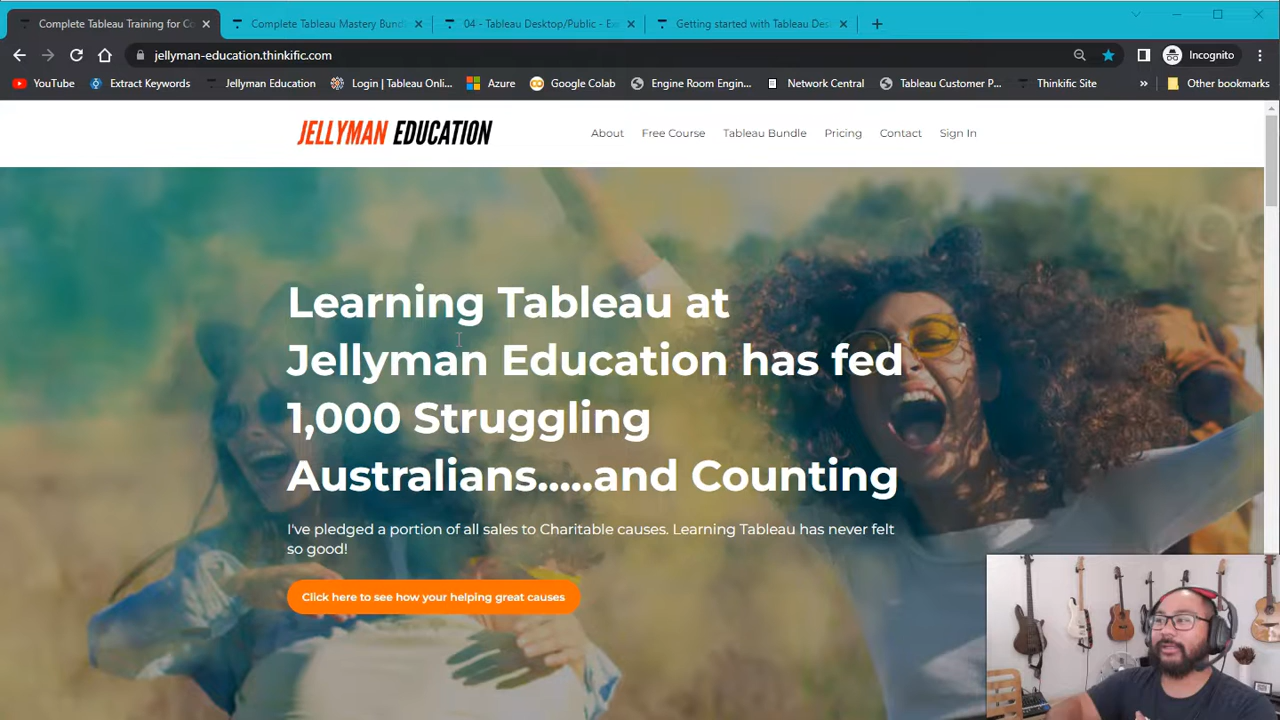 Complete Tableau Training for Co
Complete Tableau Mastery Bundl
04 - Tableau Desktop/Public - Ex
Getting started with Tableau Des
jellyman-education.thinkific.com
Incognito
YouTube
Extract Keywords
Jellyman Education
Login | Tableau Onli...
Azure
Google Colab
Engine Room Engin...
Network Central
Tableau Customer P...
Thinkific Site
»
Other bookmarks
JELLYMAN EDUCATION
About
Free Course
Tableau Bundle
Pricing
Contact
Sign In
Learning Tableau at
Jellyman Education has fed
1,000 Struggling
Australians.....and Counting
I've pledged a portion of all sales to Charitable causes. Learning Tableau has never felt
so good!
Click here to see how your helping great causes